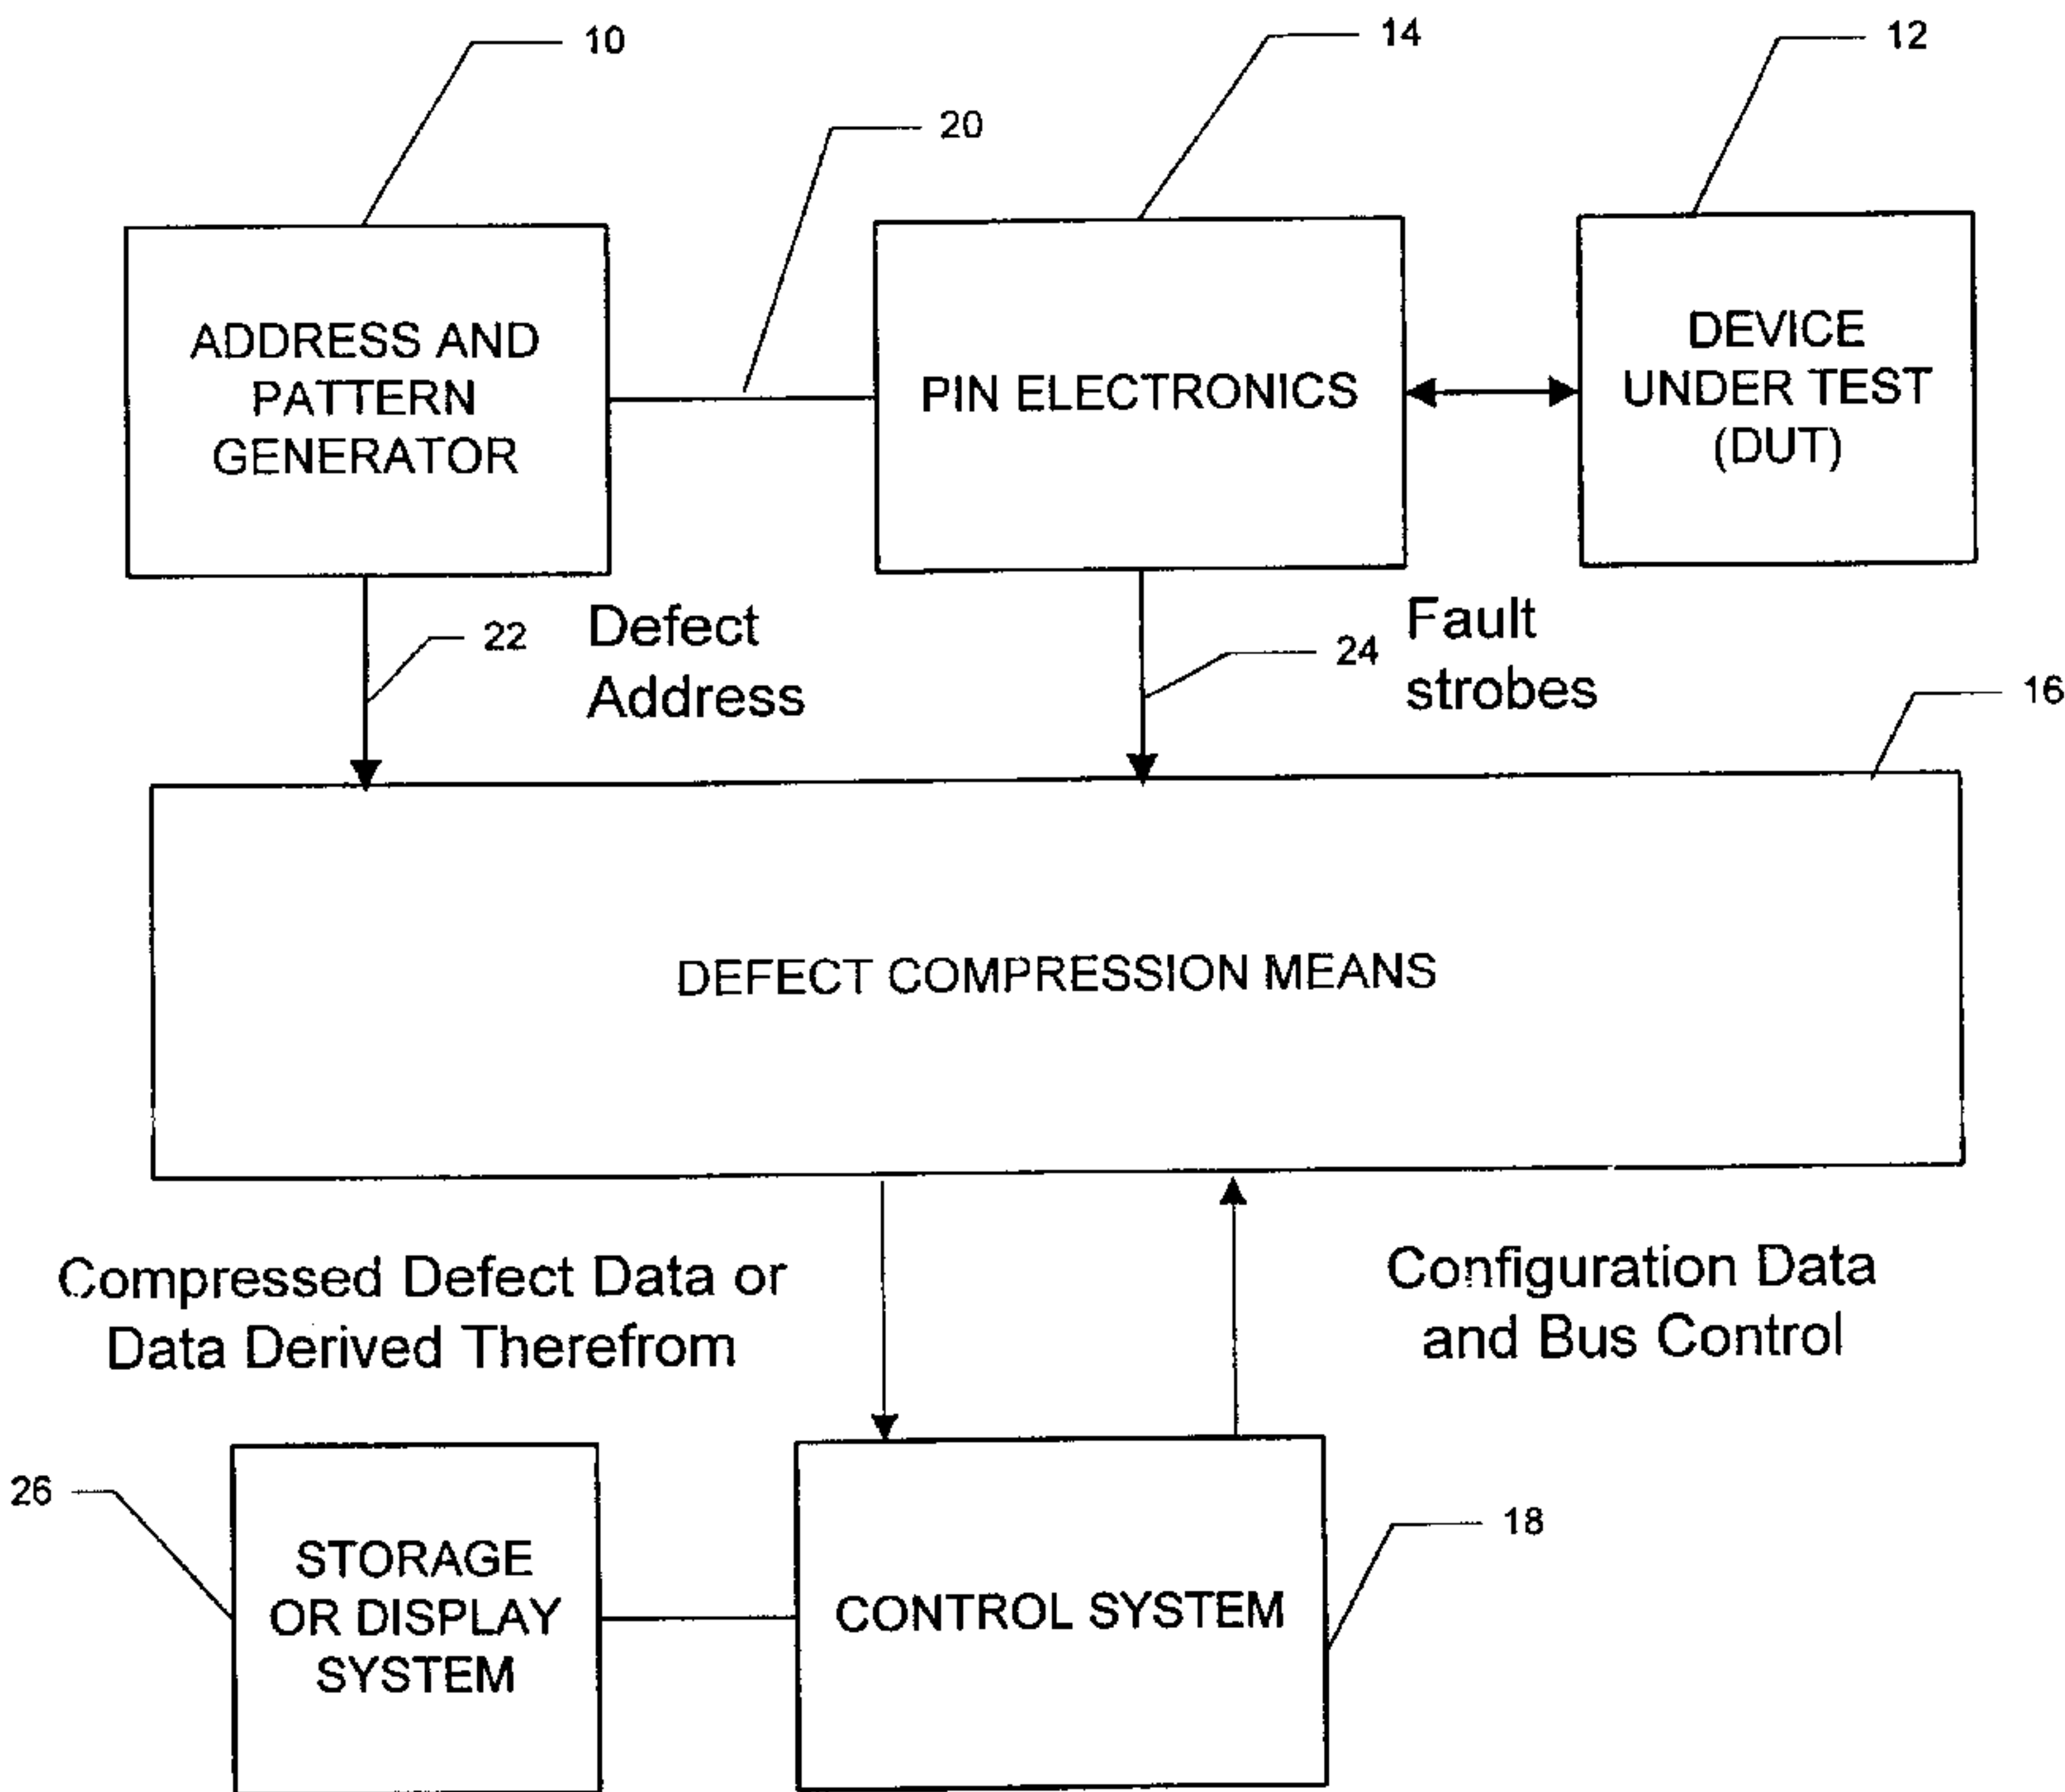 10
14
12
20
ADDRESS AND
PATTERN
GENERATOR
PIN ELECTRONICS
DEVICE
UNDER TEST
(DUT)
22
Defect
Address
24
Fault
strobes
16
DEFECT COMPRESSION MEANS
Compressed Defect Data or
Data Derived Therefrom
Configuration Data
and Bus Control
26
STORAGE
OR DISPLAY
SYSTEM
CONTROL SYSTEM
18